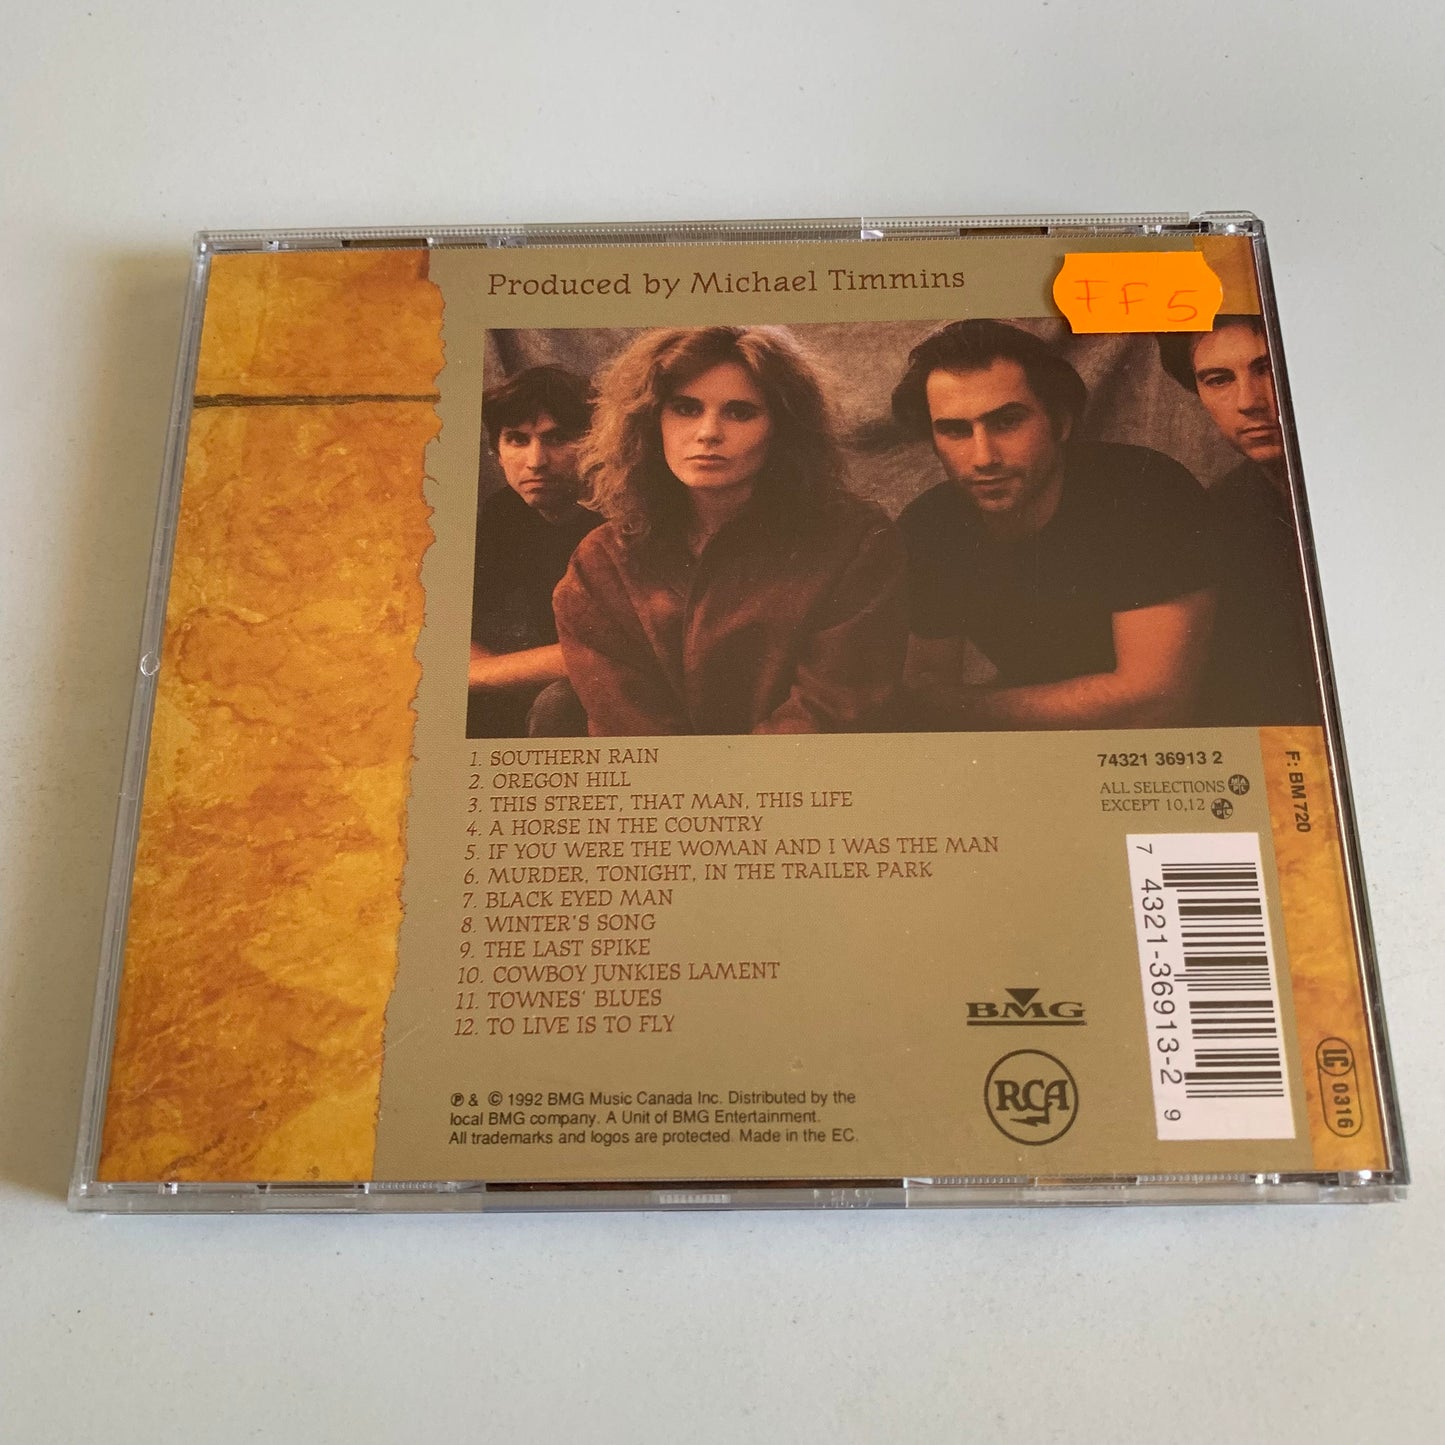 Produced by Michael Timmins
FF5
1. SOUTHERN RAIN
2. OREGON HILL
3. THIS STREET, THAT MAN, THIS LIFE
4. A HORSE IN THE COUNTRY
5. IF YOU WERE THE WOMAN AND I WAS THE MAN
6. MURDER, TONIGHT, IN THE TRAILER PARK
7. BLACK EYED MAN
8. WINTER'S SONG
9. THE LAST SPIKE
10. COWBOY JUNKIES LAMENT
11. TOWNES' BLUES
12. TO LIVE IS TO FLY
74321 36913 2
ALL SELECTIONS MAPL
EXCEPT 10,12 MAPL
F: BM 720
7 4321-36913-2 9
BMG
RCA
LC 0316
℗ & © 1992 BMG Music Canada Inc. Distributed by the
local BMG company. A Unit of BMG Entertainment.
All trademarks and logos are protected. Made in the EC.